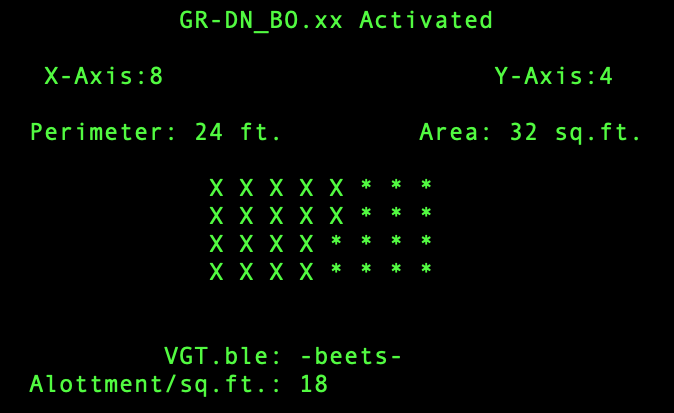 GR-DN_BO.xx Activated
X-Axis:8 Y-Axis:4
Perimeter: 24 ft. Area: 32 sq.ft.
X X X X X * * *
X X X X X * * *
X X X X * * * *
X X X X * * * *
VGT.ble: -beets-
Alottment/sq.ft.: 18